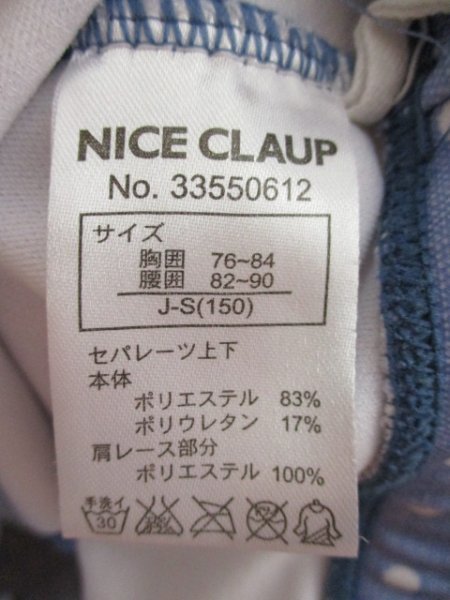 NICE CLAUP
No. 33550612
サイズ
胸囲 76~84
腰囲 82~90
J-S(150)
セパレーツ上下
本体
ポリエステル 83%
ポリウレタン 17%
肩レース部分
ポリエステル 100%
手洗イ
30